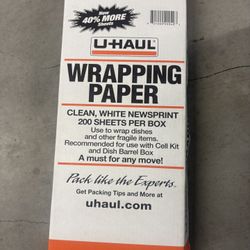 Now
40% MORE
Sheets
U-HAUL
WRAPPING
PAPER
CLEAN, WHITE NEWSPRINT
200 SHEETS PER BOX
Use to wrap dishes
and other fragile items.
Recommended for use with Cell Kit
and Dish Barrel Box
A must for any move!
Pack like the Experts.
Get Packing Tips and More at
uhaul.com